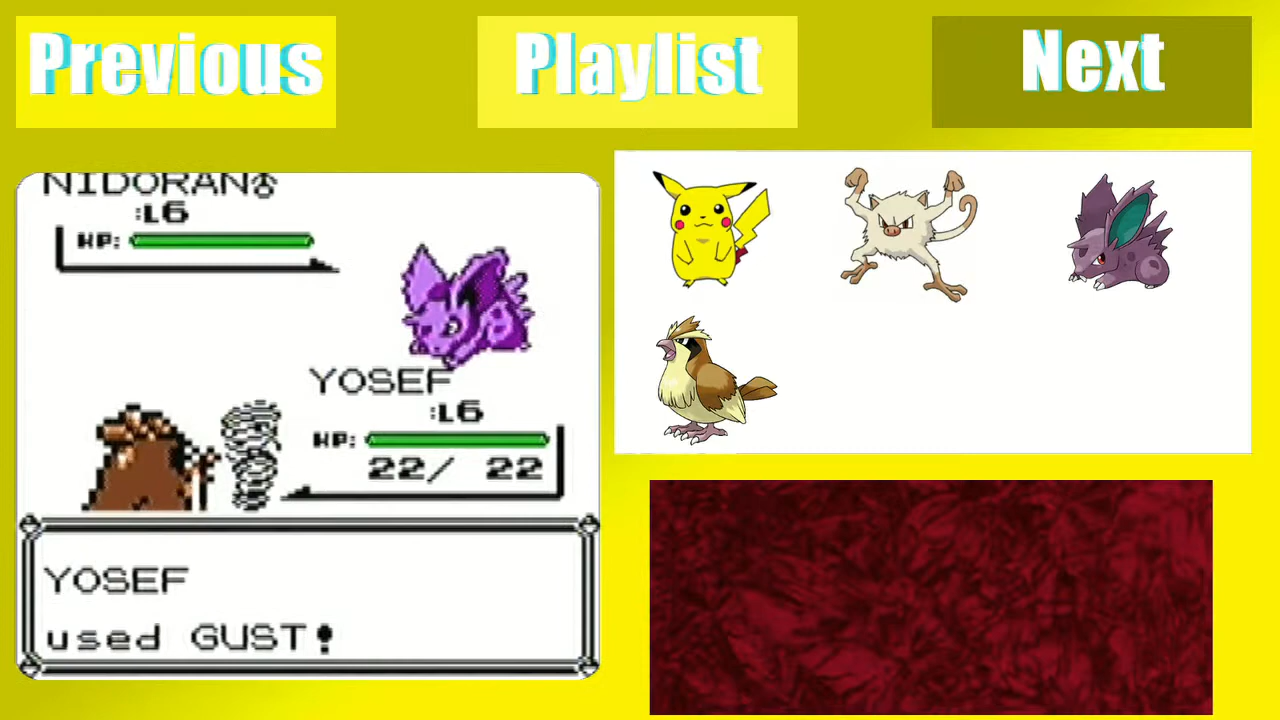 Previous
Playlist
Next
NIDORAN♂
:L6
HP:
YOSEF
:L6
HP:
22/ 22
YOSEF
used GUST!